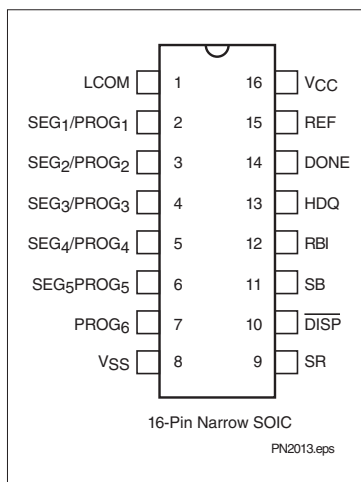 LCOM 1 16 VCC
SEG1/PROG1 2 15 REF
SEG2/PROG2 3 14 DONE
SEG3/PROG3 4 13 HDQ
SEG4/PROG4 5 12 RBI
SEG5PROG5 6 11 SB
PROG6 7 10 DISP
VSS 8 9 SR
16-Pin Narrow SOIC
PN2013.eps